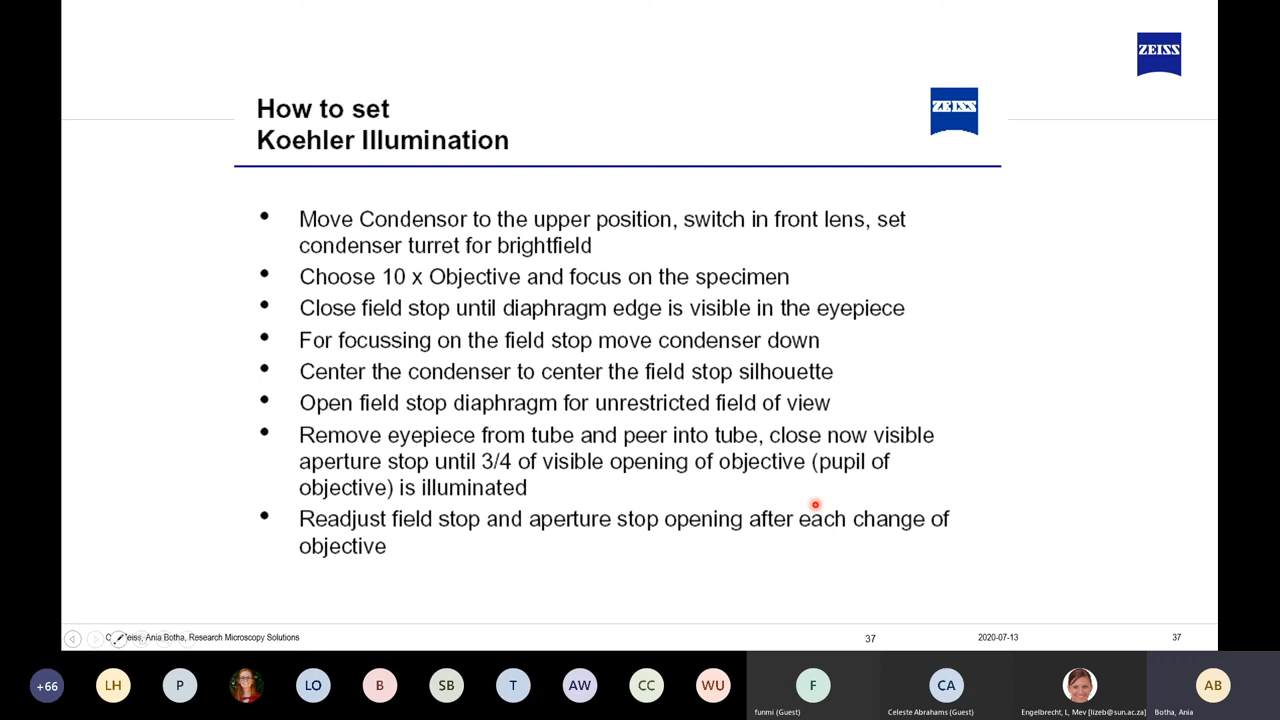 ZEISS
ZEISS
How to set
Koehler Illumination
• Move Condensor to the upper position, switch in front lens, set
condenser turret for brightfield
• Choose 10 x Objective and focus on the specimen
• Close field stop until diaphragm edge is visible in the eyepiece
• For focussing on the field stop move condenser down
• Center the condenser to center the field stop silhouette
• Open field stop diaphragm for unrestricted field of view
• Remove eyepiece from tube and peer into tube, close now visible
aperture stop until 3/4 of visible opening of objective (pupil of
objective) is illuminated
• Readjust field stop and aperture stop opening after each change of
objective
Ania Botha, Research Microscopy Solutions
37
2020-07-13
37
+66
LH
P
LO
B
SB
T
AW
CC
WU
F
CA
AB
funmi (Guest)
Celeste Abrahams (Guest)
Engelbrecht, L, Mev [lizeb@sun.ac.za]
Botha, Ania